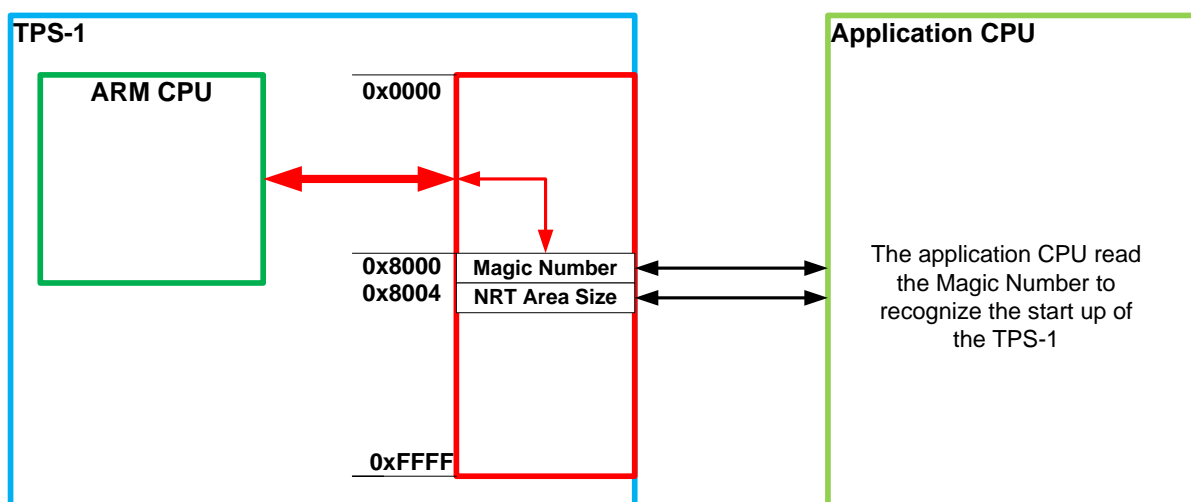 TPS-1
Application CPU
ARM CPU
0x0000
0x8000
Magic Number
0x8004
NRT Area Size
The application CPU read
the Magic Number to
recognize the start up of
the TPS-1
0xFFFF